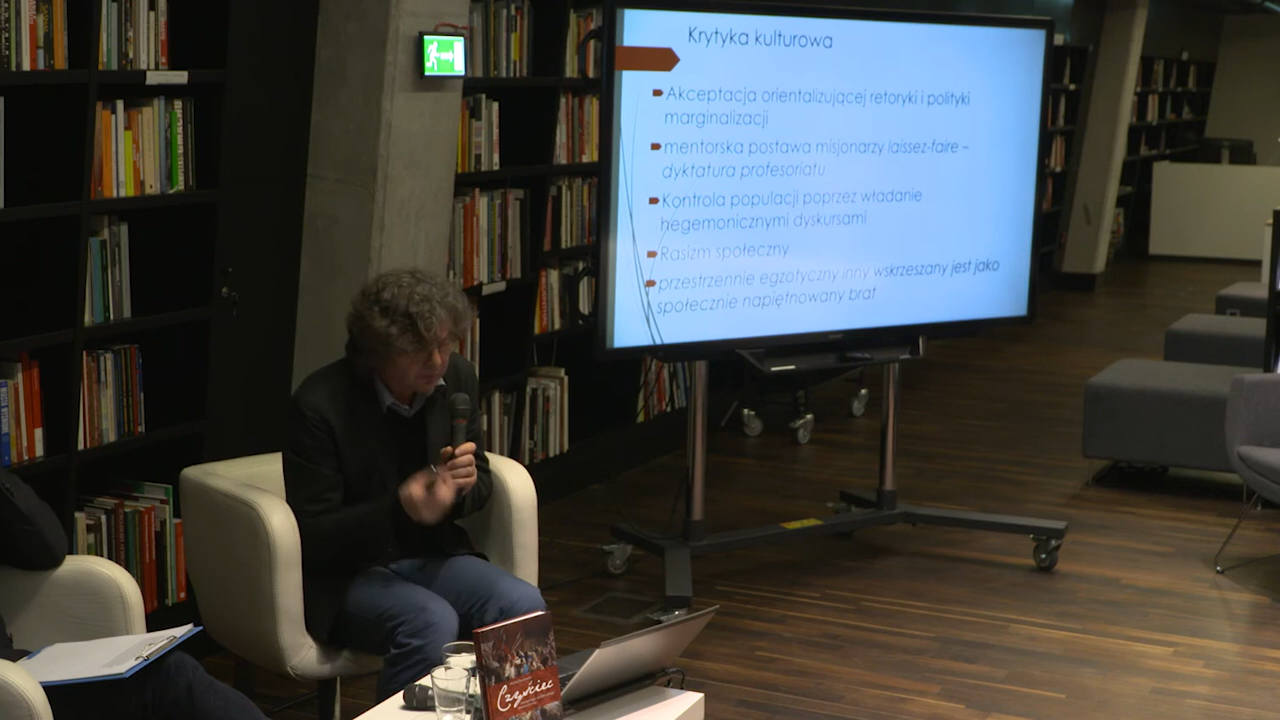 Krytyka kulturowa
Akceptacja orientalizującej retoryki i polityki
marginalizacji
mentorska postawa misjonarzy laissez-faire –
dyktatura profesoriatu
Kontrola populacji poprzez władanie
hegemonicznymi dyskursami
Rasizm społeczny
przestrzennie egzotyczny inny wskrzeszany jest jako
społecznie napiętnowany brat
Czyściec